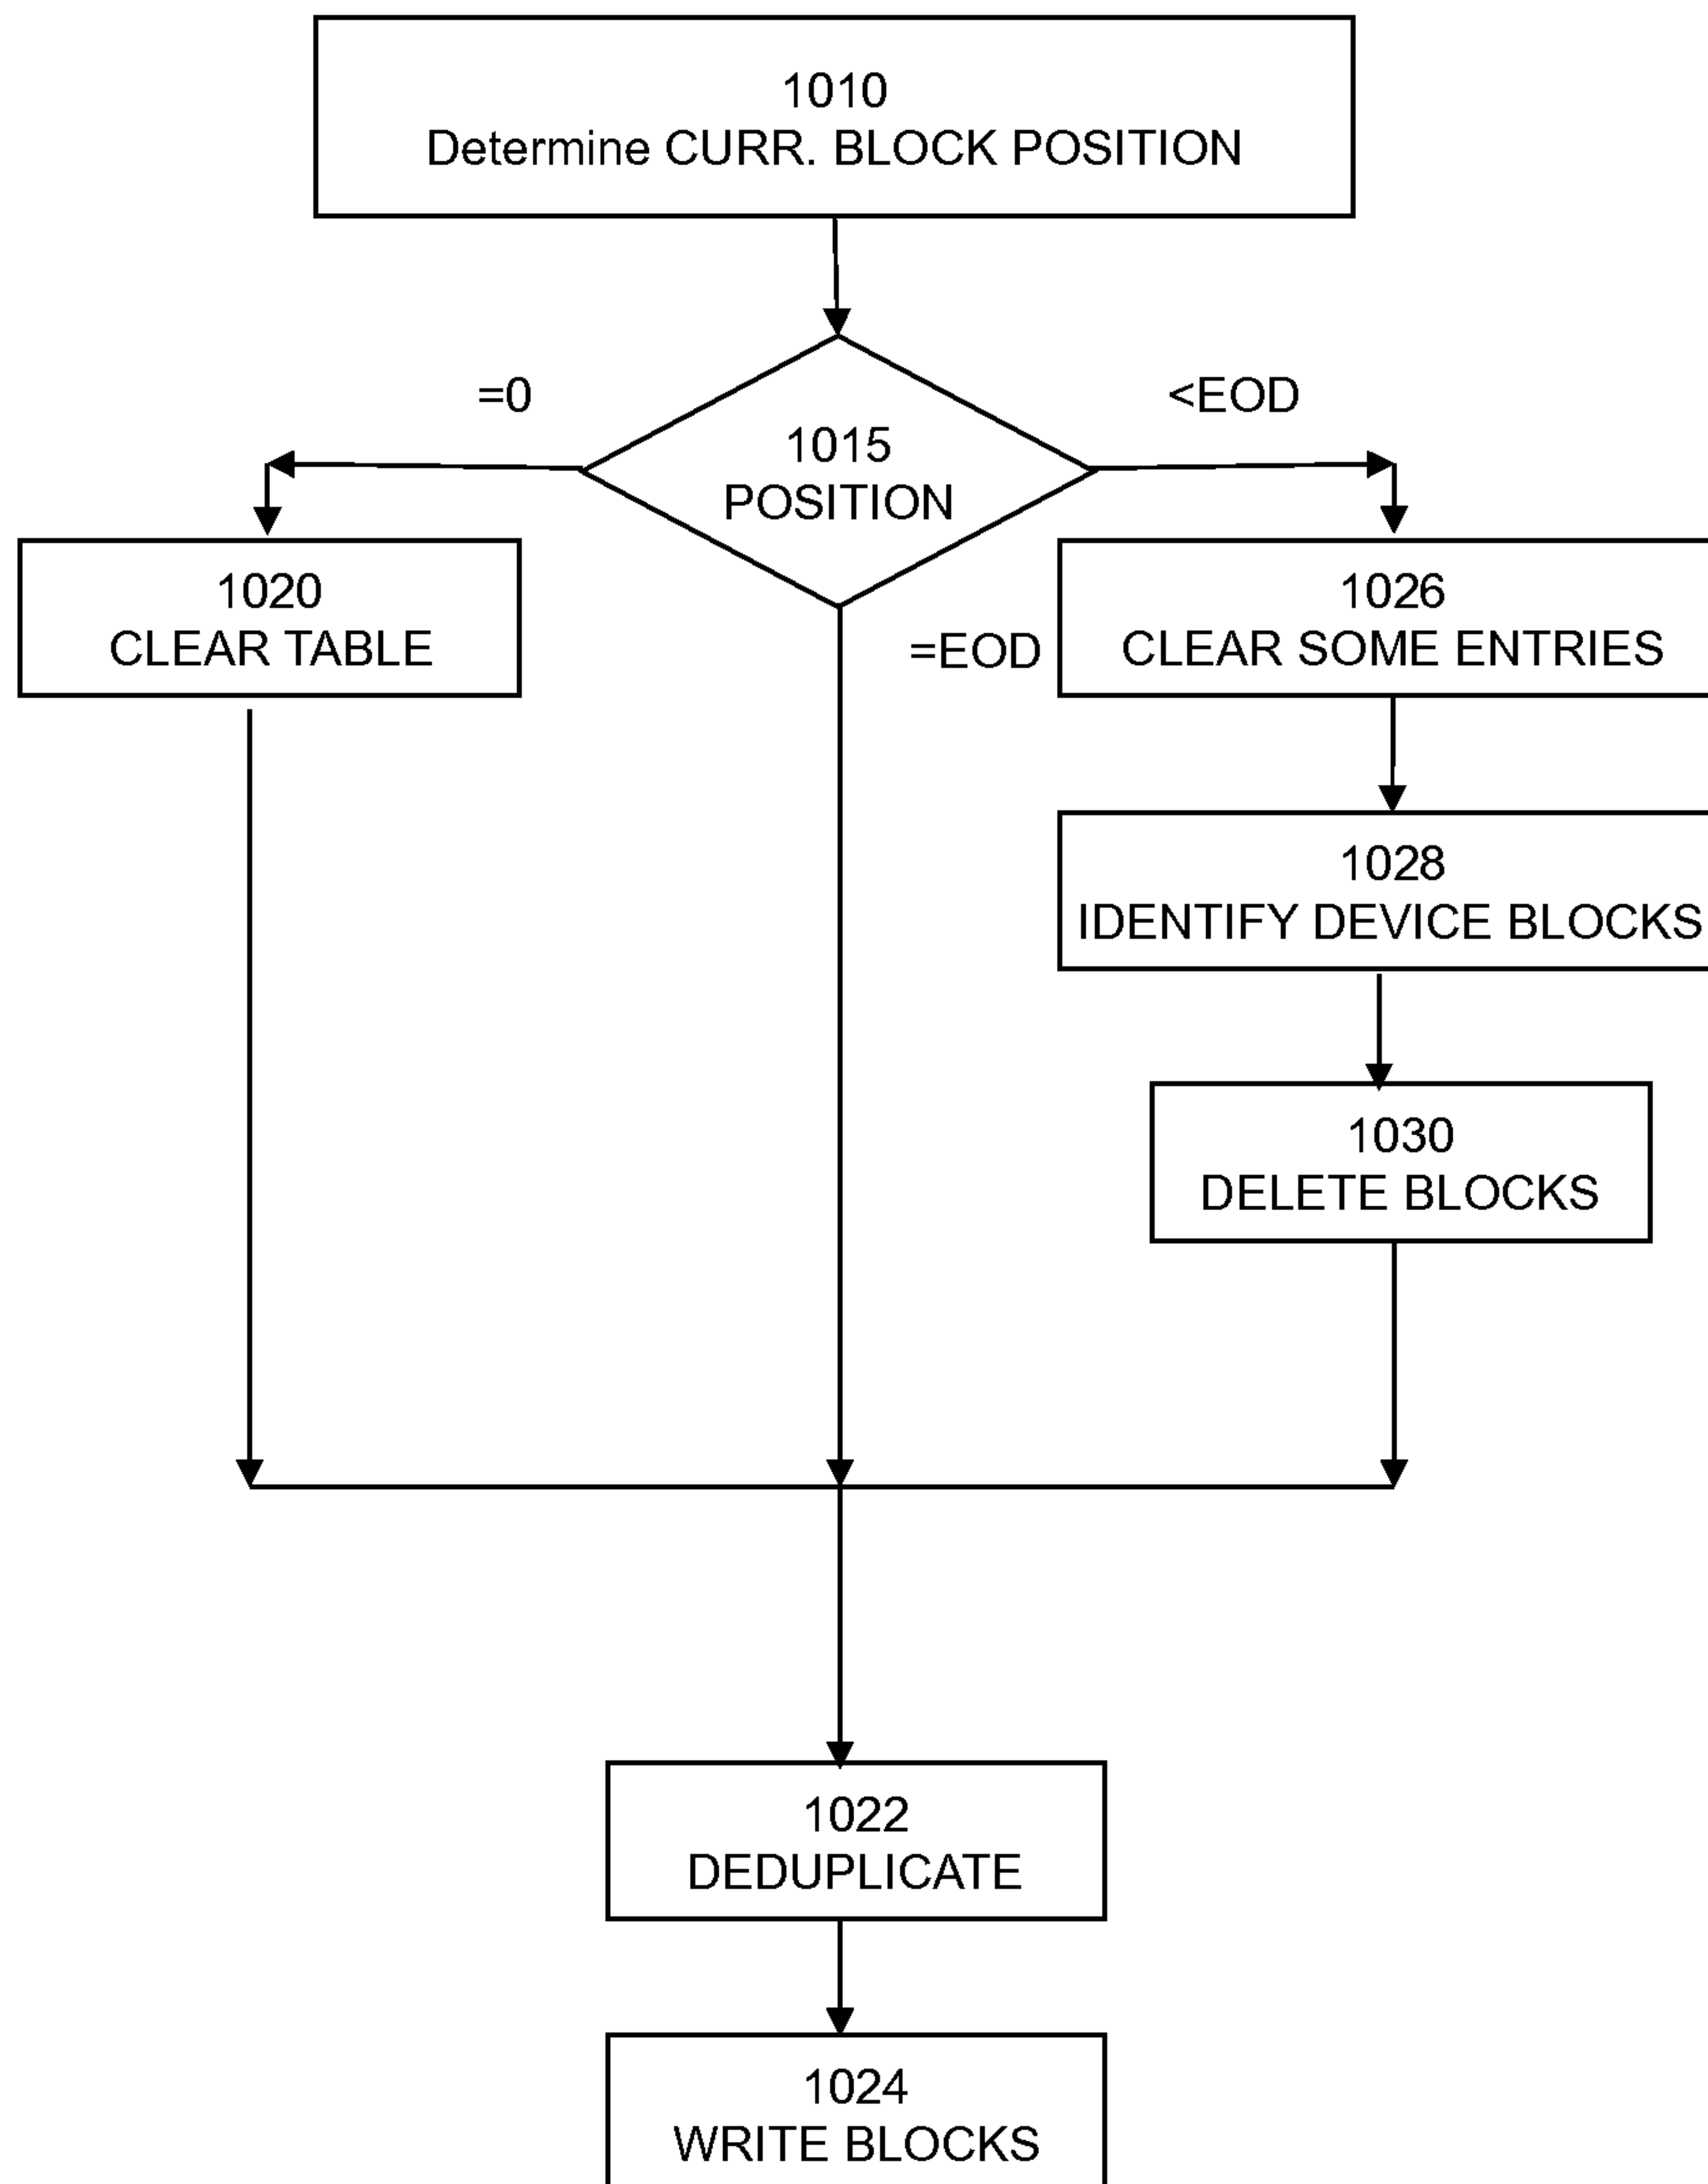 1010
Determine CURR. BLOCK POSITION
=0
<EOD
1015
POSITION
1020
CLEAR TABLE
=EOD
1026
CLEAR SOME ENTRIES
1028
IDENTIFY DEVICE BLOCKS
1030
DELETE BLOCKS
1022
DEDUPLICATE
1024
WRITE BLOCKS